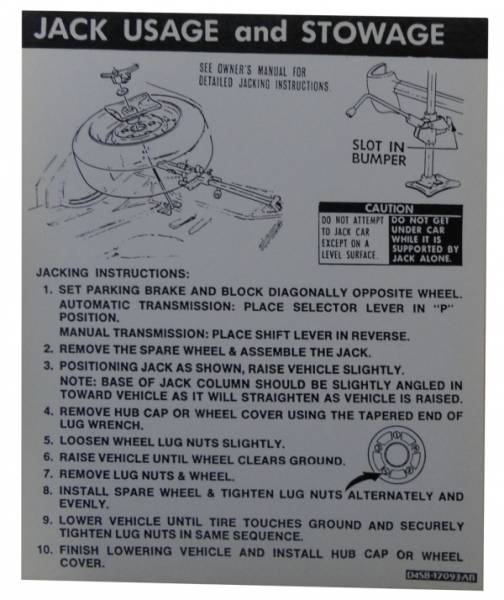 JACK USAGE and STOWAGE
SEE OWNER'S MANUAL FOR
DETAILED JACKING INSTRUCTIONS.
SLOT IN
BUMPER
CAUTION
DO NOT ATTEMPT
TO JACK CAR
EXCEPT ON A
LEVEL SURFACE.
DO NOT GET
UNDER CAR
WHILE IT IS
SUPPORTED BY
JACK ALONE.
JACKING INSTRUCTIONS:
1. SET PARKING BRAKE AND BLOCK DIAGONALLY OPPOSITE WHEEL.
AUTOMATIC TRANSMISSION: PLACE SELECTOR LEVER IN "P"
POSITION.
MANUAL TRANSMISSION: PLACE SHIFT LEVER IN REVERSE.
2. REMOVE THE SPARE WHEEL & ASSEMBLE THE JACK.
3. POSITIONING JACK AS SHOWN, RAISE VEHICLE SLIGHTLY.
NOTE: BASE OF JACK COLUMN SHOULD BE SLIGHTLY ANGLED IN
TOWARD VEHICLE AS IT WILL STRAIGHTEN AS VEHICLE IS RAISED.
4. REMOVE HUB CAP OR WHEEL COVER USING THE TAPERED END OF
LUG WRENCH.
5. LOOSEN WHEEL LUG NUTS SLIGHTLY.
6. RAISE VEHICLE UNTIL WHEEL CLEARS GROUND.
7. REMOVE LUG NUTS & WHEEL.
8. INSTALL SPARE WHEEL & TIGHTEN LUG NUTS ALTERNATELY AND
EVENLY.
9. LOWER VEHICLE UNTIL TIRE TOUCHES GROUND AND SECURELY
TIGHTEN LUG NUTS IN SAME SEQUENCE.
10. FINISH LOWERING VEHICLE AND INSTALL HUB CAP OR WHEEL
COVER.
D4SB-17093-AB